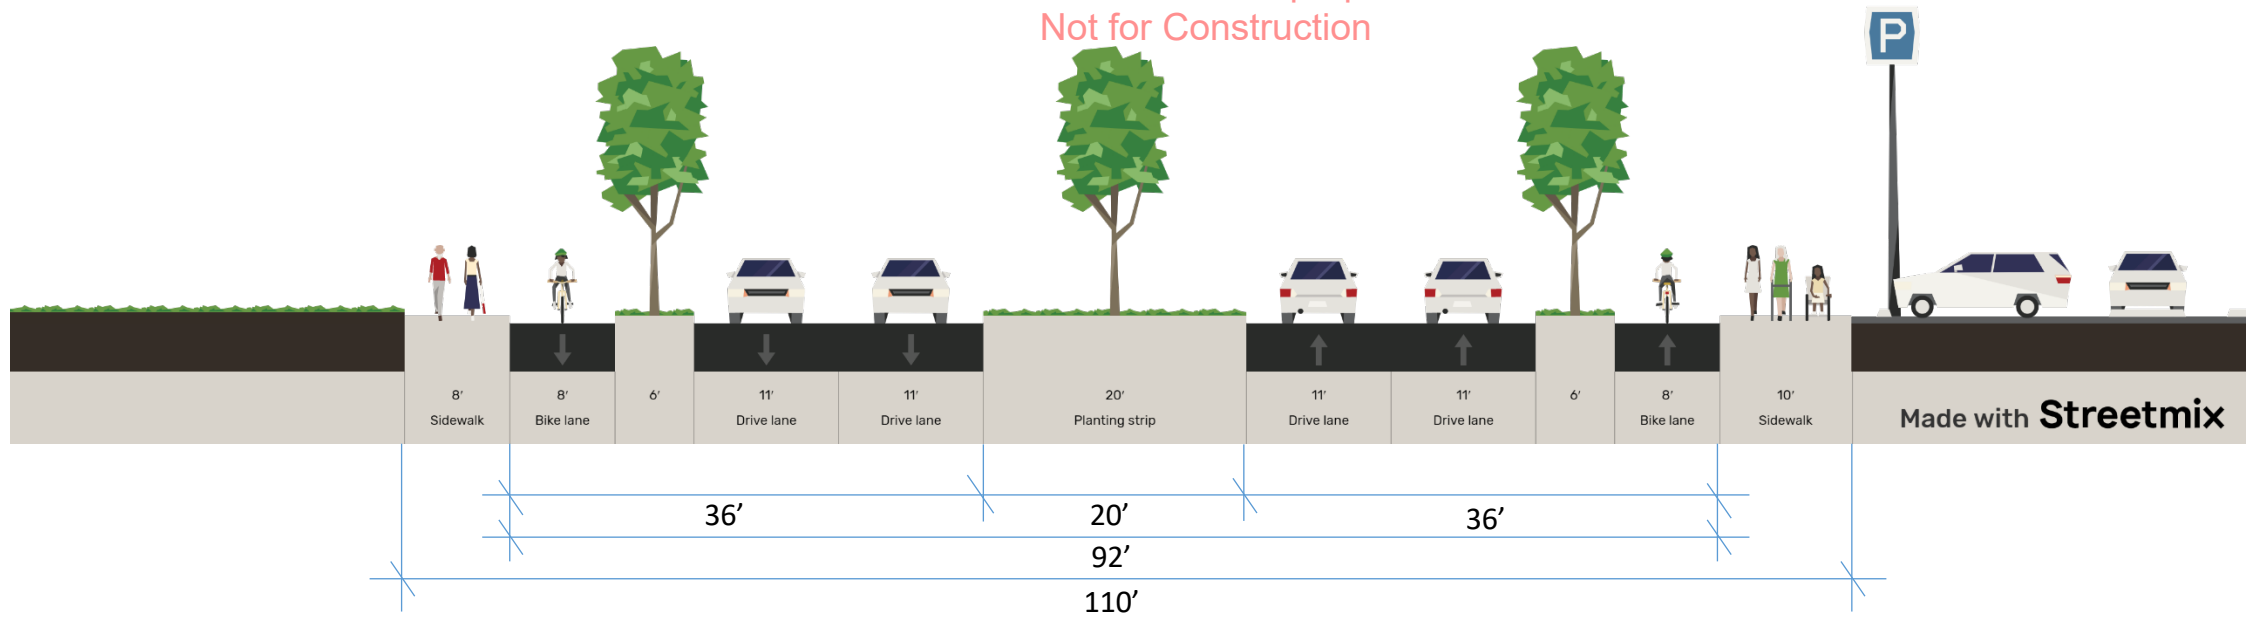 Not for Construction
P
8′ 8′ 6′ 11′ 11′ 20′ 11′ 11′ 6′ 8′ 10′
Sidewalk Bike lane Drive lane Drive lane Planting strip Drive lane Drive lane Bike lane Sidewalk
Made with Streetmix
36’ 20’ 36’
92’
110’